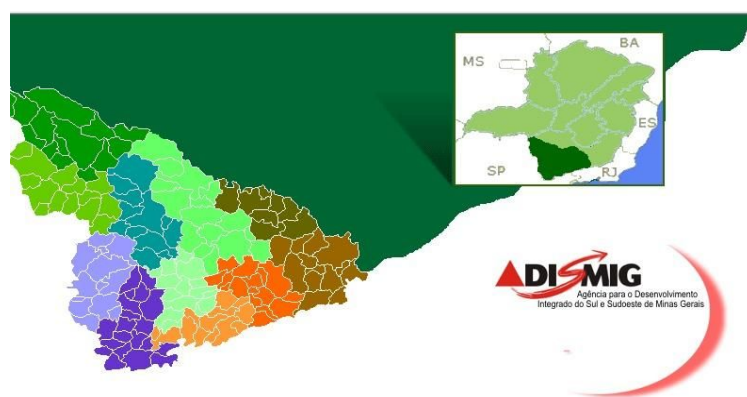 BA
MS
ES
SP
RJ
ADISMIG
Agência para o Desenvolvimento
Integrado do Sul e Sudoeste de Minas Gerais